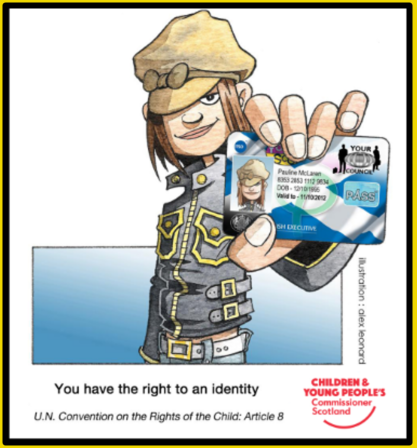 YOUR
COUNCIL
Pauline McLaren
DOB - 12/10/1995
Valid to - 11/10/2012
PASS
SH EXECUTIVE
illustration : alex leonard
You have the right to an identity
U.N. Convention on the Rights of the Child: Article 8
CHILDREN &
YOUNG PEOPLE'S
Commissioner
Scotland